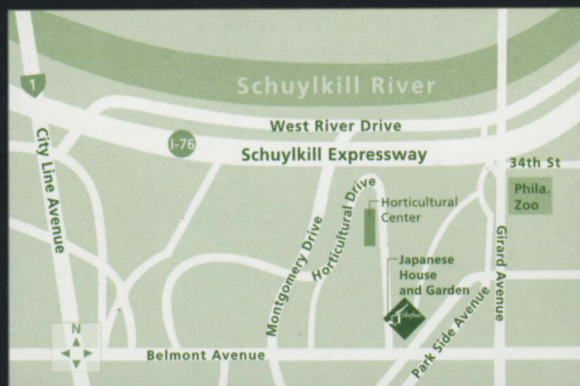 Schuylkill River
1
West River Drive
I-76
Schuylkill Expressway
34th St
Phila.
Zoo
City Line Avenue
Horticultural
Center
Horticultural Drive
Montgomery Drive
Girard Avenue
Japanese
House
and Garden
Park Side Avenue
N
Belmont Avenue